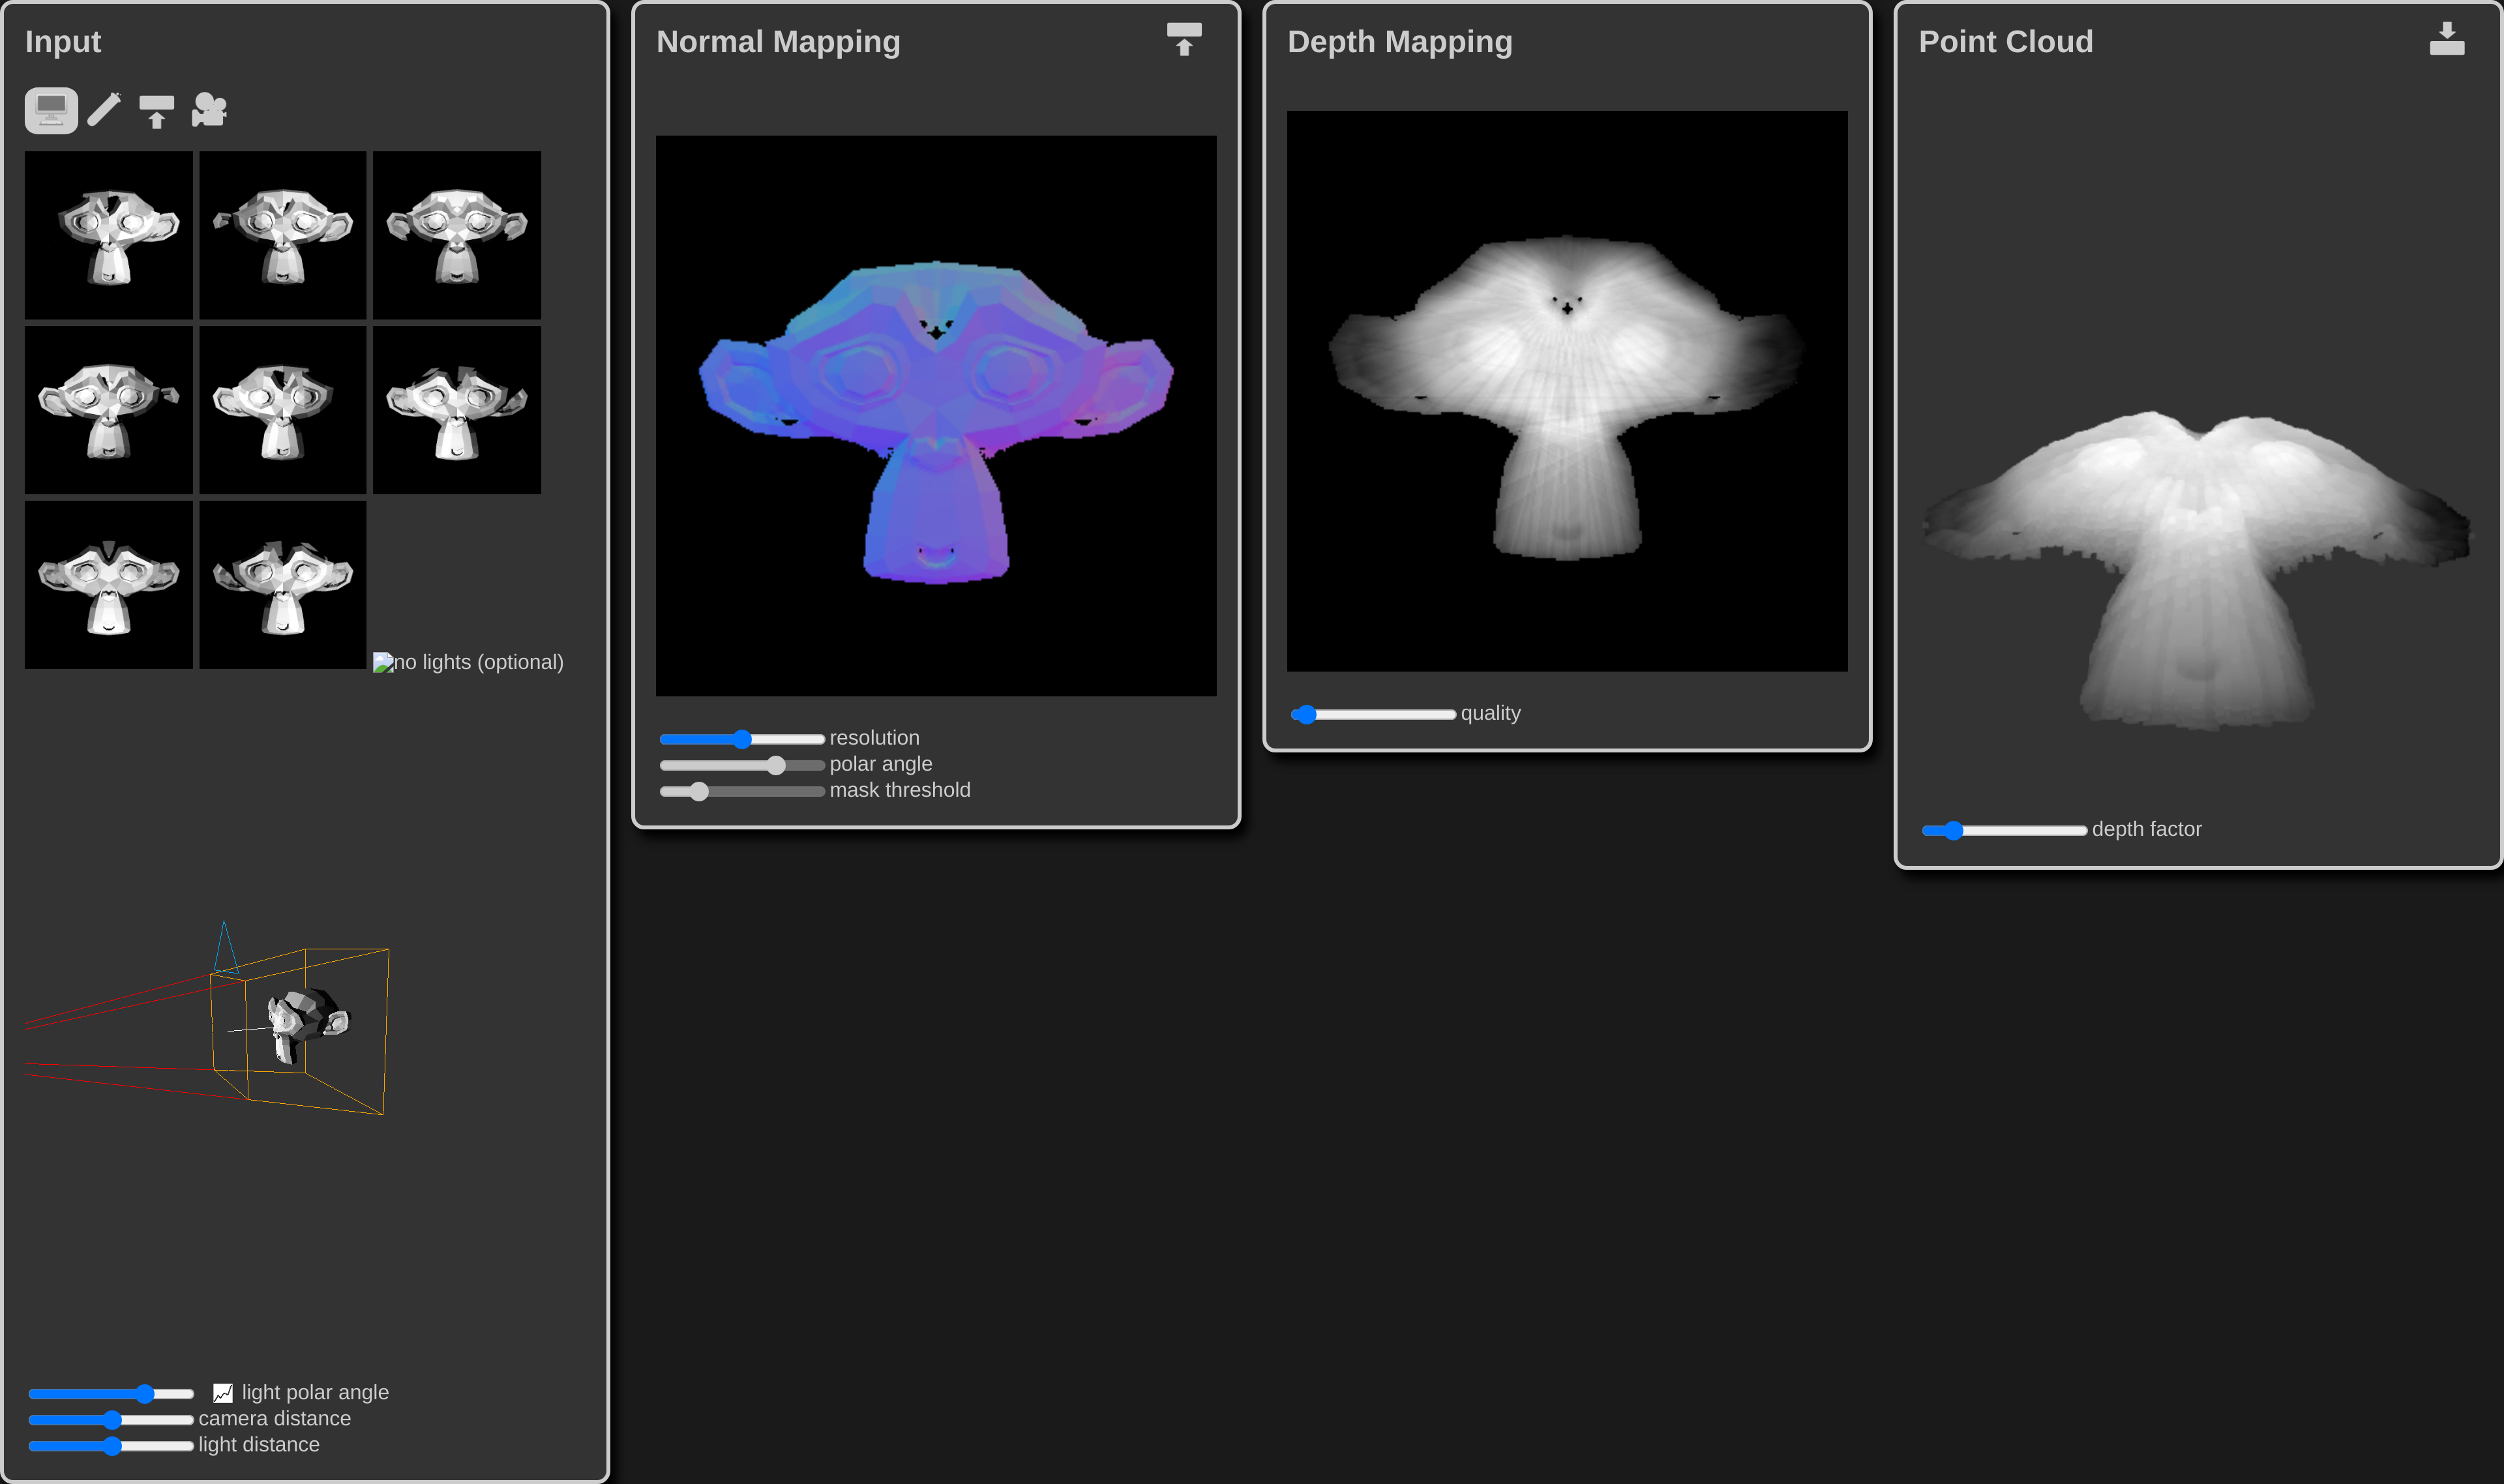 Input
no lights (optional)
light polar angle
camera distance
light distance
Normal Mapping
resolution
polar angle
mask threshold
Depth Mapping
quality
Point Cloud
depth factor